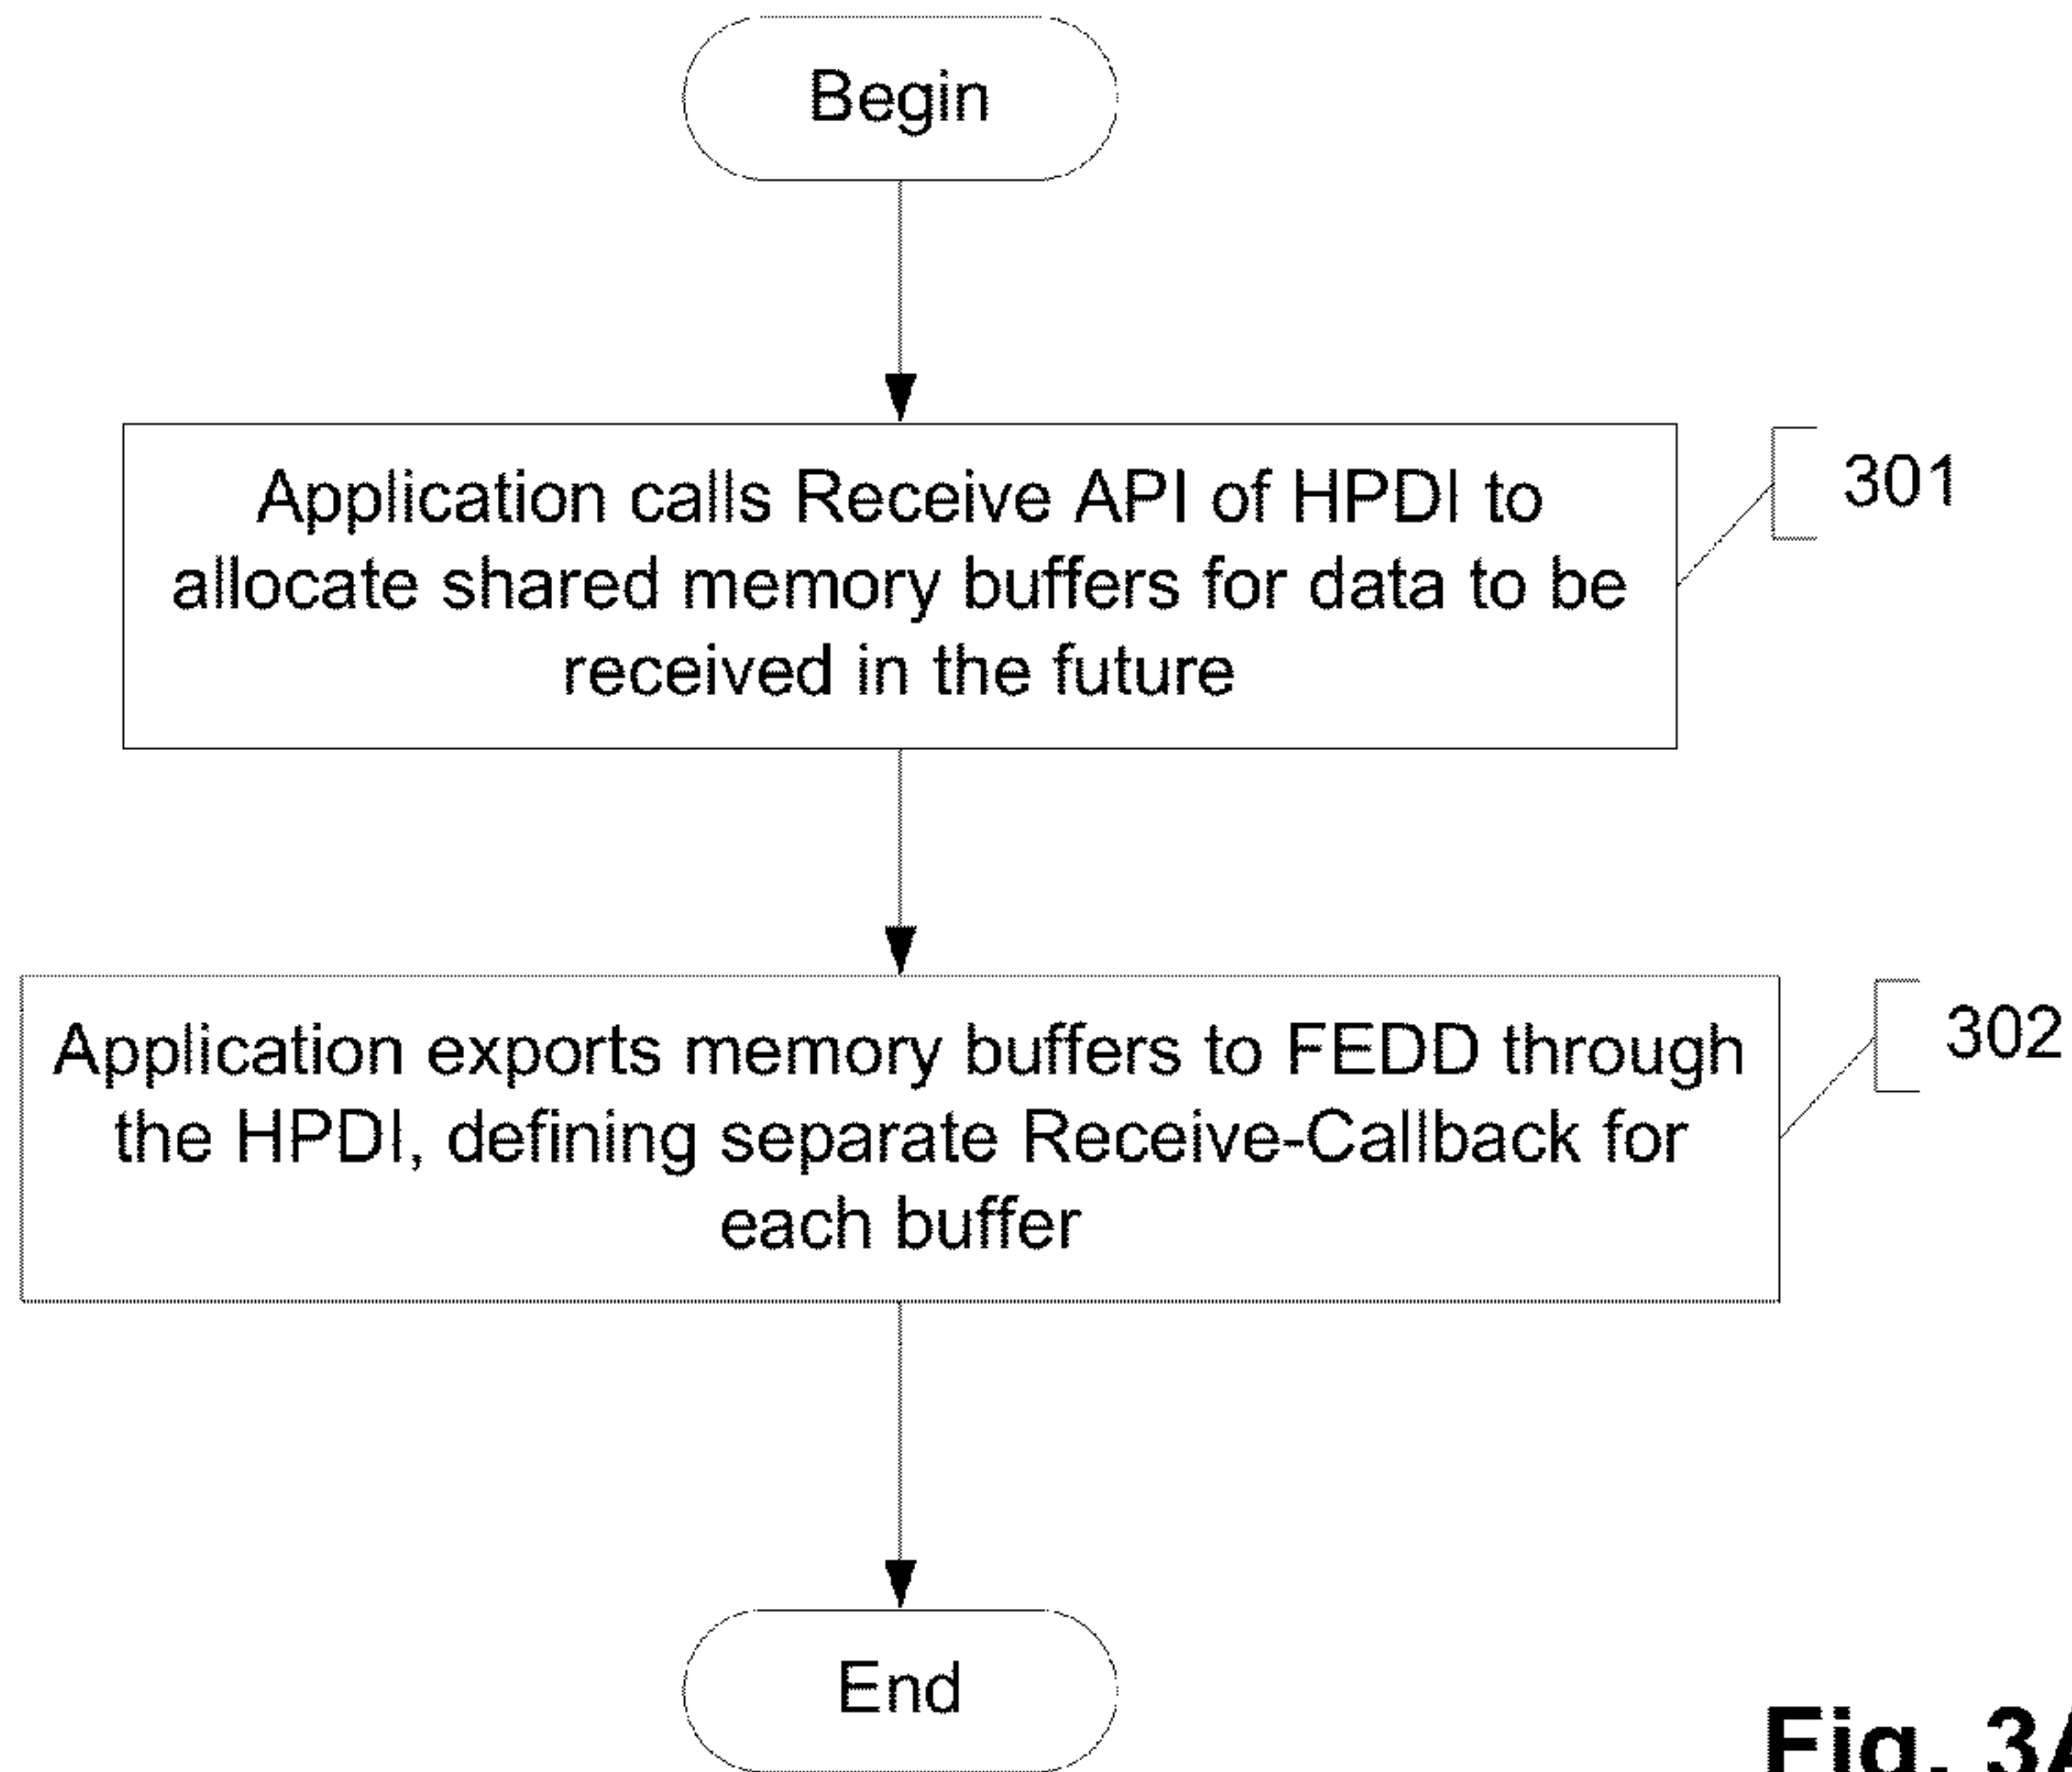 Begin
Application calls Receive API of HPDI to
allocate shared memory buffers for data to be
received in the future
301
Application exports memory buffers to FEDD through
the HPDI, defining separate Receive-Callback for
each buffer
302
End
Fig. 3A